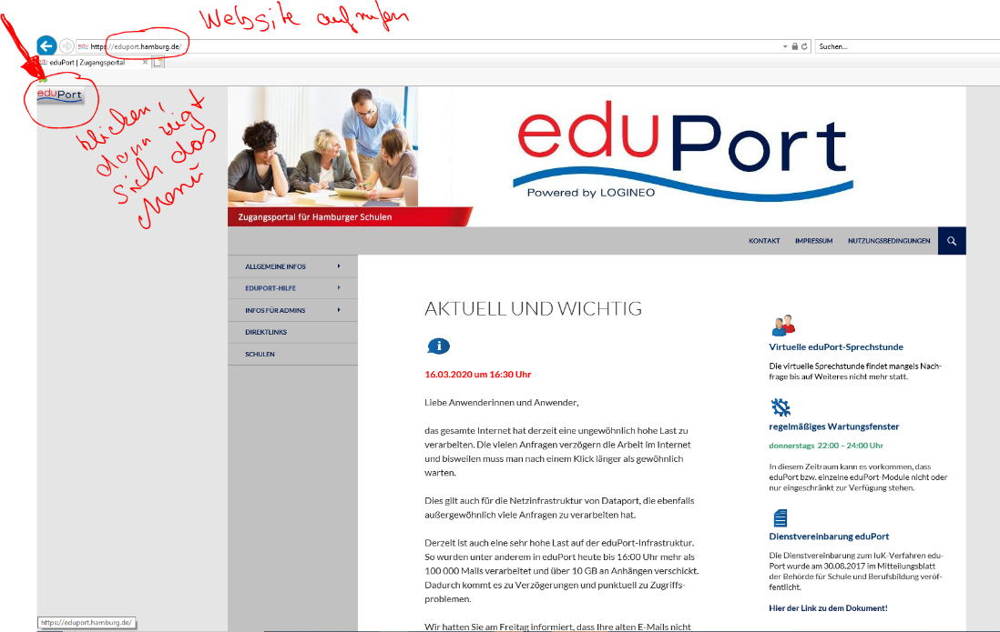 Website aufrufen
https://eduport.hamburg.de/
Suchen...
eduPort | Zugangsportal
eduPort
klicken,
dann zeigt
sich das
Menü
eduPort
Powered by LOGINEO
Zugangsportal für Hamburger Schulen
KONTAKT IMPRESSUM NUTZUNGSBEDINGUNGEN
ALLGEMEINE INFOS
EDUPORT-HILFE
INFOS FÜR ADMINS
DIREKTLINKS
SCHULEN
AKTUELL UND WICHTIG
16.03.2020 um 16:30 Uhr
Liebe Anwenderinnen und Anwender,
das gesamte Internet hat derzeit eine ungewöhnlich hohe Last zu
verarbeiten. Die vielen Anfragen verzögern die Arbeit im Internet
und bisweilen muss man nach einem Klick länger als gewöhnlich
warten.
Dies gilt auch für die Netzinfrastruktur von Dataport, die ebenfalls
außergewöhnlich viele Anfragen zu verarbeiten hat.
Derzeit ist auch eine sehr hohe Last auf der eduPort-Infrastruktur.
So wurden unter anderem in eduPort heute bis 16:00 Uhr mehr als
100 000 Mails verarbeitet und über 10 GB an Anhängen verschickt.
Dadurch kommt es zu Verzögerungen und punktuell zu Zugriffs-
problemen.
Wir hatten Sie am Freitag informiert, dass Ihre alten E-Mails nicht
Virtuelle eduPort-Sprechstunde
Die virtuelle Sprechstunde findet mangels Nach-
frage bis auf Weiteres nicht mehr statt.
regelmäßiges Wartungsfenster
donnerstags 22:00 – 24:00 Uhr
In diesem Zeitraum kann es vorkommen, dass
eduPort bzw. einzelne eduPort-Module nicht oder
nur eingeschränkt zur Verfügung stehen.
Dienstvereinbarung eduPort
Die Dienstvereinbarung zum IuK-Verfahren edu-
Port wurde am 30.08.2017 im Mitteilungsblatt
der Behörde für Schule und Berufsbildung veröf-
fentlicht.
Hier der Link zu dem Dokument!
https://eduport.hamburg.de/